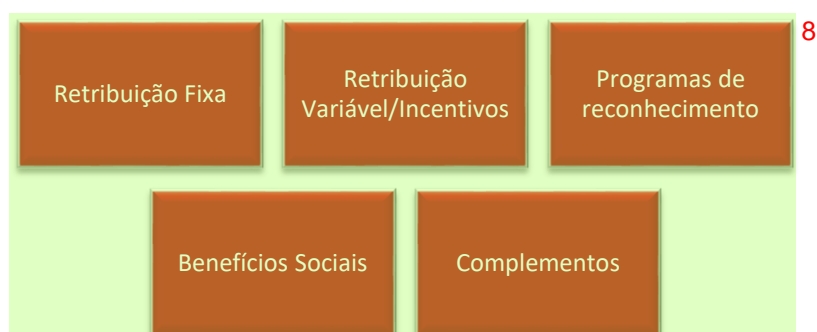 8
Retribuição Fixa
Retribuição
Variável/Incentivos
Programas de
reconhecimento
Benefícios Sociais
Complementos